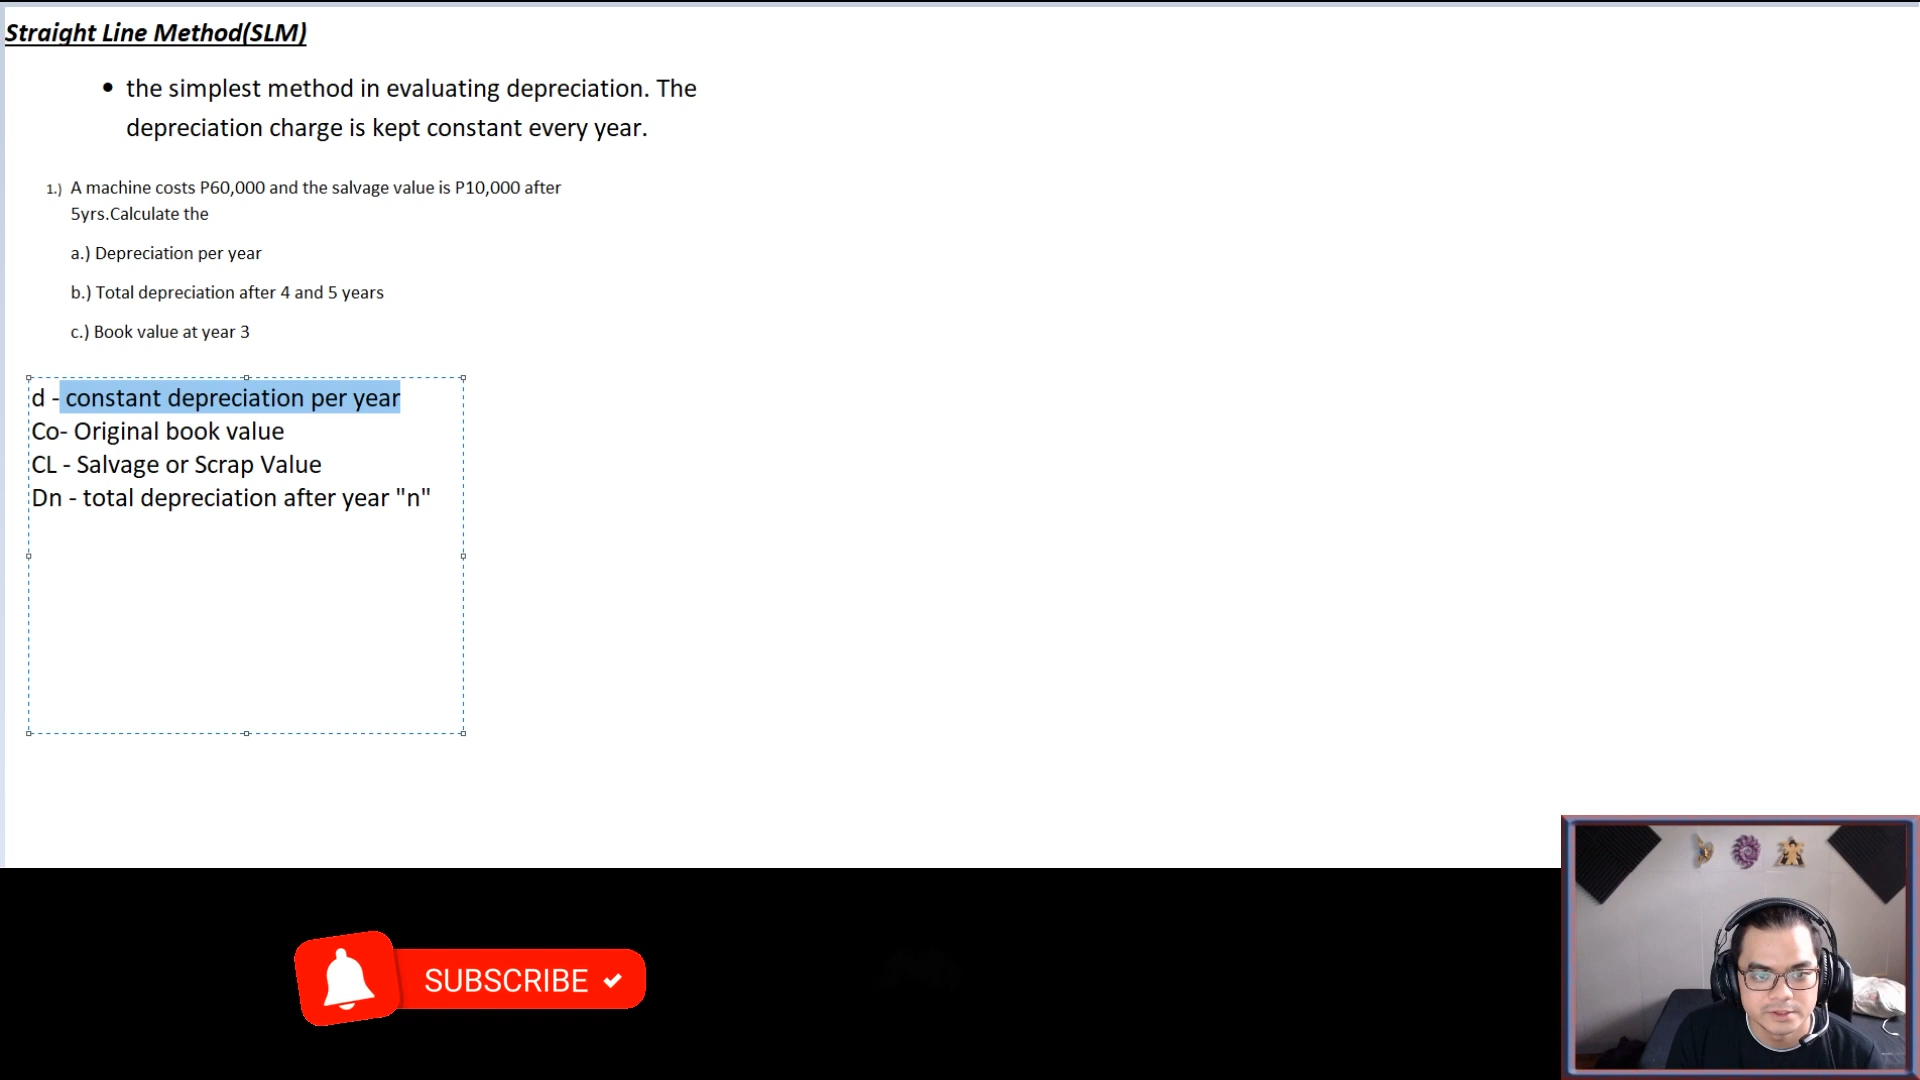 Straight Line Method(SLM)
• the simplest method in evaluating depreciation. The
depreciation charge is kept constant every year.
1.) A machine costs P60,000 and the salvage value is P10,000 after
5yrs.Calculate the
a.) Depreciation per year
b.) Total depreciation after 4 and 5 years
c.) Book value at year 3
d - constant depreciation per year
Co- Original book value
CL - Salvage or Scrap Value
Dn - total depreciation after year "n"
SUBSCRIBE